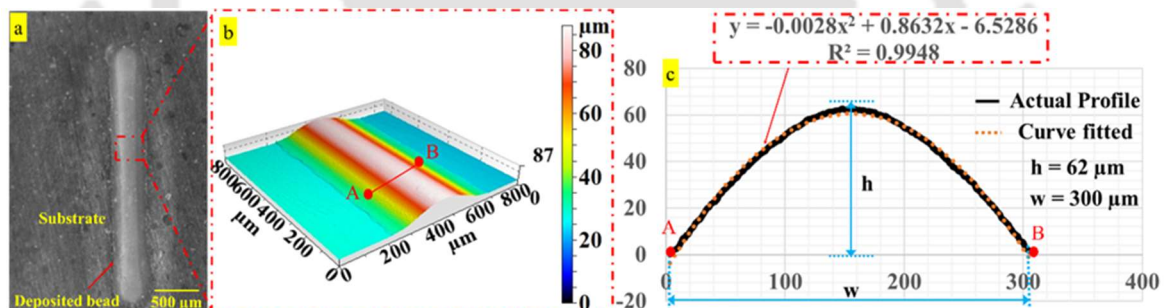 a
Substrate
Deposited bead
500 µm
b
µm
80
60
40
20
0
87
0
A
B
800
600
400
200
0
µm
0
200
400
600
800
µm
y = -0.0028x² + 0.8632x - 6.5286
R² = 0.9948
c
80
60
40
20
0
-20
Actual Profile
Curve fitted
h = 62 µm
w = 300 µm
h
A
B
0
100
200
300
400
w